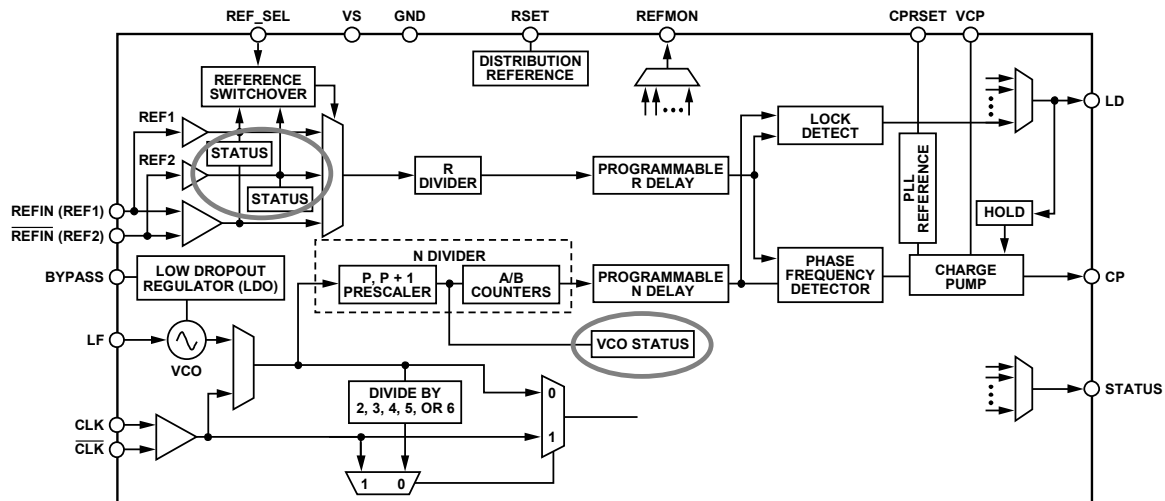 REF_SEL
VS
GND
RSET
REFMON
CPRSET
VCP
DISTRIBUTION
REFERENCE
REFERENCE
SWITCHOVER
REF1
STATUS
REF2
STATUS
REFIN (REF1)
REFIN (REF2)
BYPASS
LOW DROPOUT
REGULATOR (LDO)
LF
VCO
CLK
CLK
R
DIVIDER
PROGRAMMABLE
R DELAY
LOCK
DETECT
PLL
REFERENCE
LD
HOLD
N DIVIDER
P, P + 1
PRESCALER
A/B
COUNTERS
PROGRAMMABLE
N DELAY
PHASE
FREQUENCY
DETECTOR
CHARGE
PUMP
CP
VCO STATUS
DIVIDE BY
2, 3, 4, 5, OR 6
0
1
1 0
STATUS